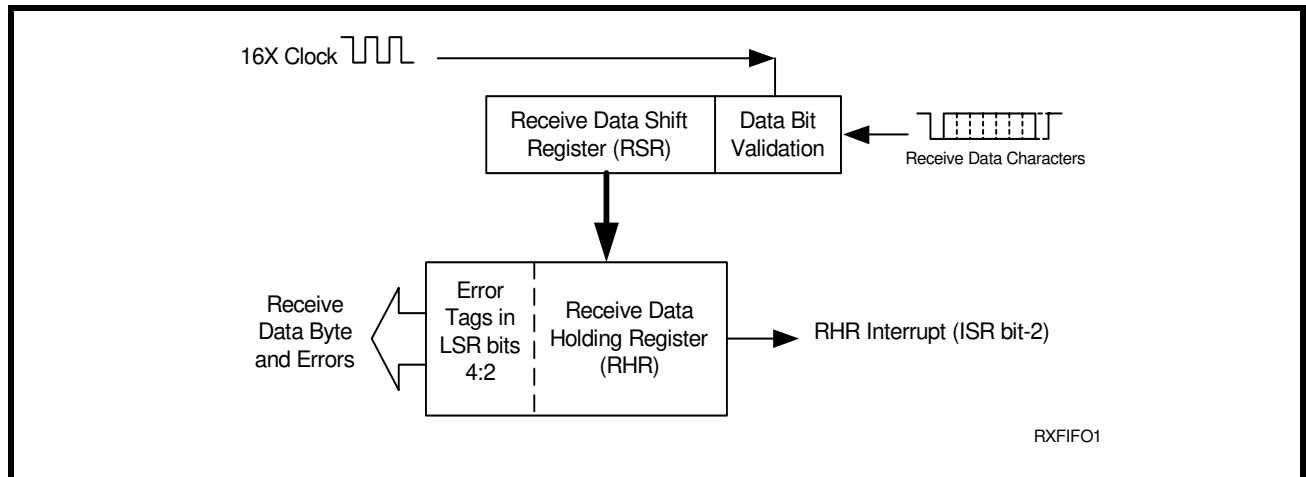 16X Clock
Receive Data Shift
Register (RSR)
Data Bit
Validation
Receive Data Characters
Receive
Data Byte
and Errors
Error
Tags in
LSR bits
4:2
Receive Data
Holding Register
(RHR)
RHR Interrupt (ISR bit-2)
RXFIFO1